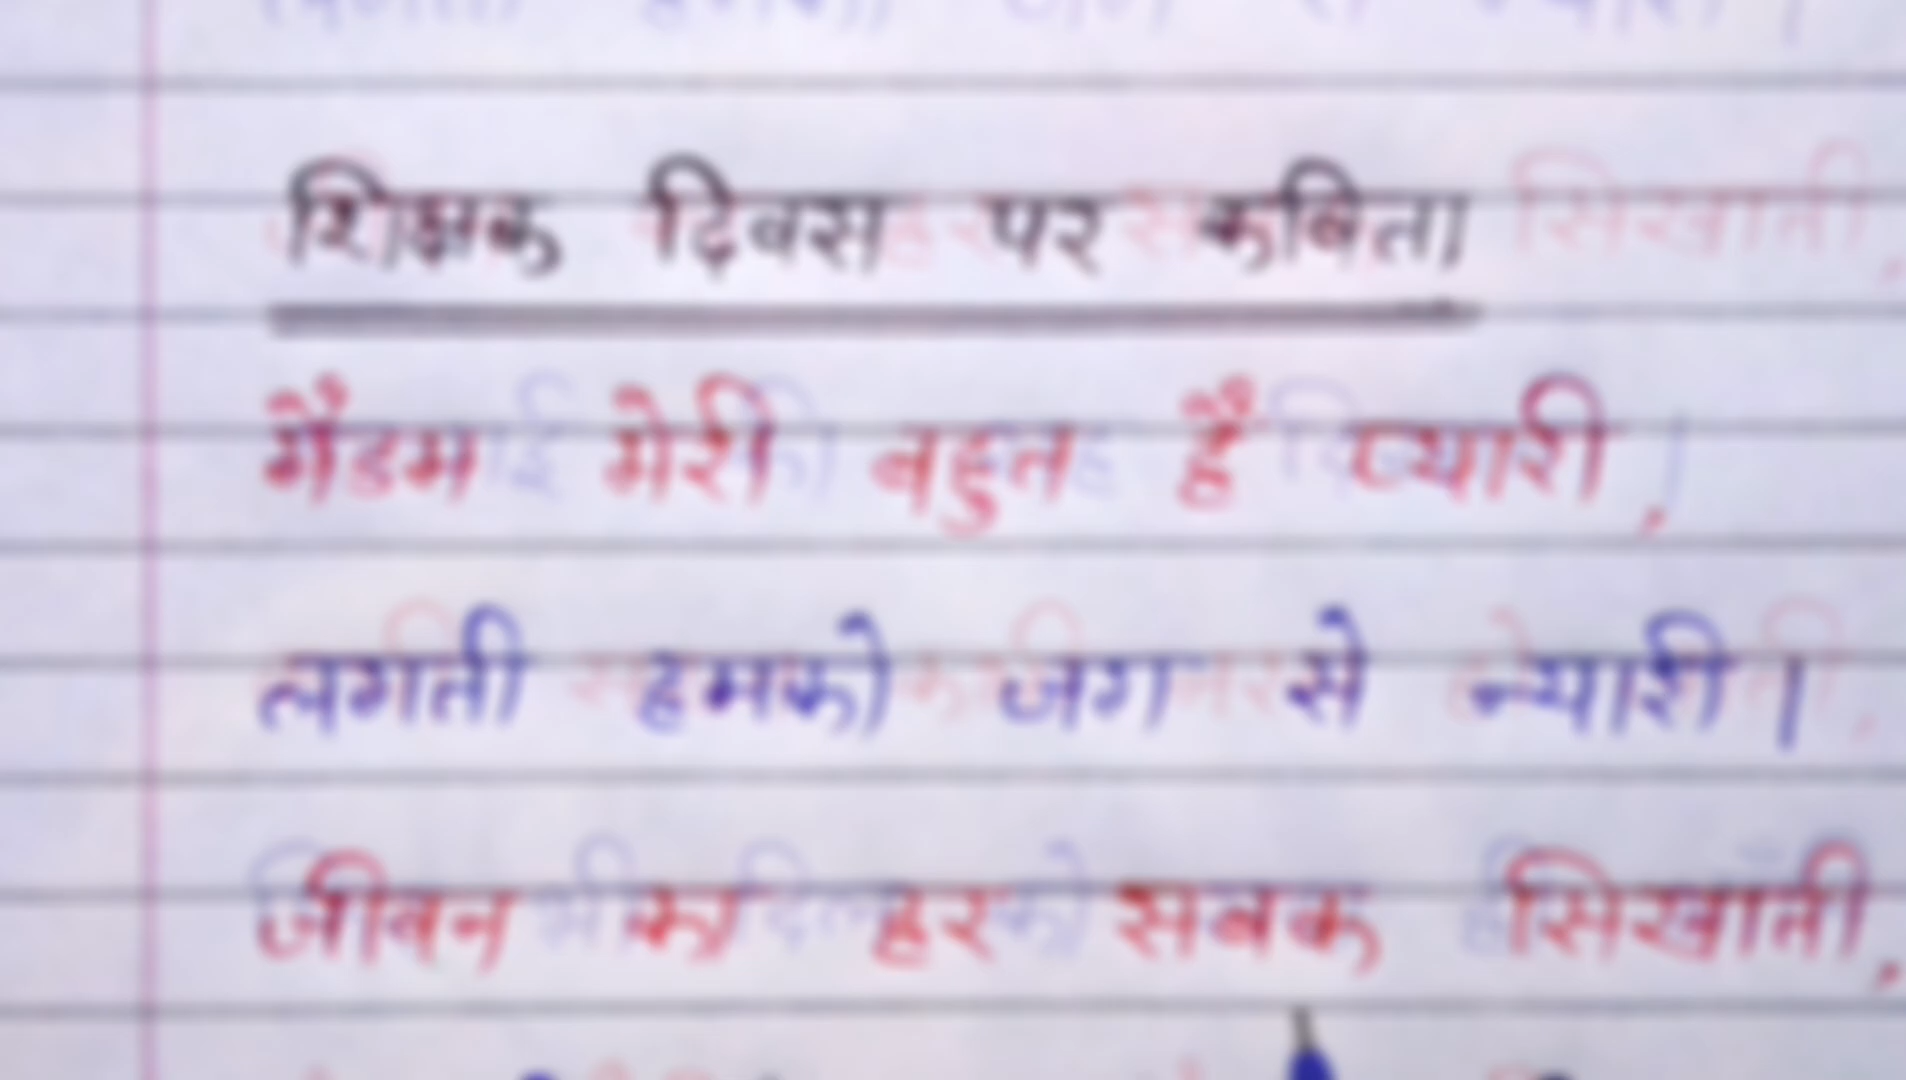 शिक्षक दिवस पर कविता
मैडम मेरी बहुत हैं प्यारी,
लगती हमको जग से न्यारी।
जीवन का हर सबक सिखाती,